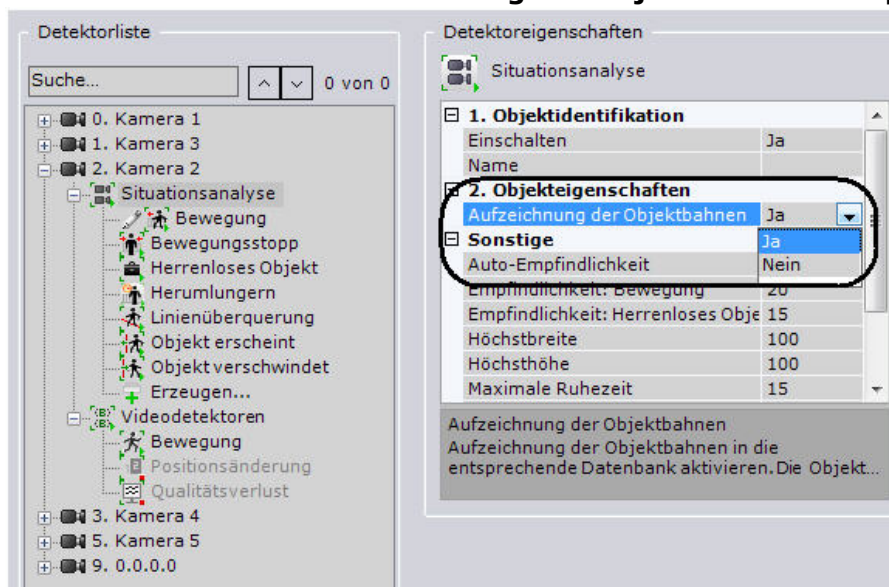 Detektorliste
Suche...
0 von 0
0. Kamera 1
1. Kamera 3
2. Kamera 2
Situationsanalyse
Bewegung
Bewegungsstopp
Herrenloses Objekt
Herumlungern
Linienüberquerung
Objekt erscheint
Objekt verschwindet
Erzeugen...
Videodetektoren
Bewegung
Positionsänderung
Qualitätsverlust
3. Kamera 4
5. Kamera 5
9. 0.0.0.0
Detektoreigenschaften
Situationsanalyse
1. Objektidentifikation
Einschalten Ja
Name
2. Objekteigenschaften
Aufzeichnung der Objektbahnen Ja
Ja
Nein
Sonstige
Auto-Empfindlichkeit
Empfindlichkeit: Bewegung 20
Empfindlichkeit: Herrenloses Obje 15
Höchstbreite 100
Höchsthöhe 100
Maximale Ruhezeit 15
Aufzeichnung der Objektbahnen
Aufzeichnung der Objektbahnen in die
entsprechende Datenbank aktivieren.Die Objekt...